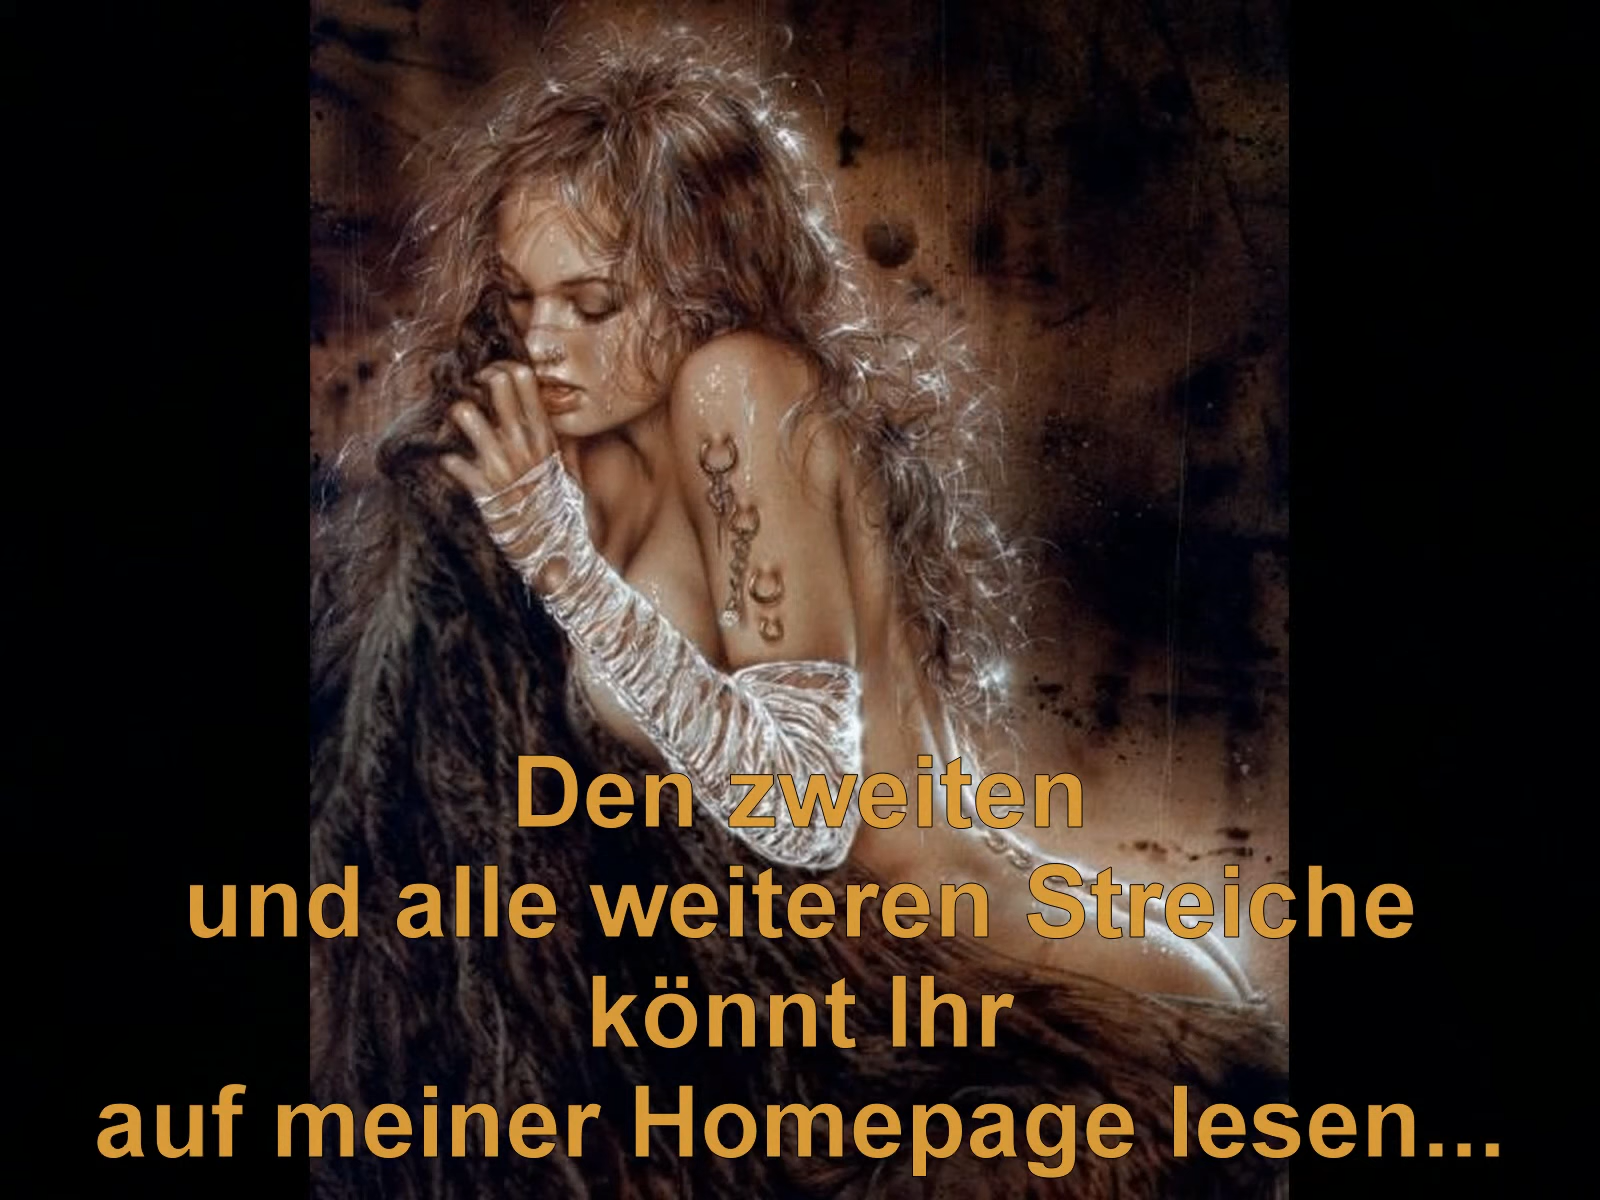 Den zweiten
und alle weiteren Streiche
könnt Ihr
auf meiner Homepage lesen...